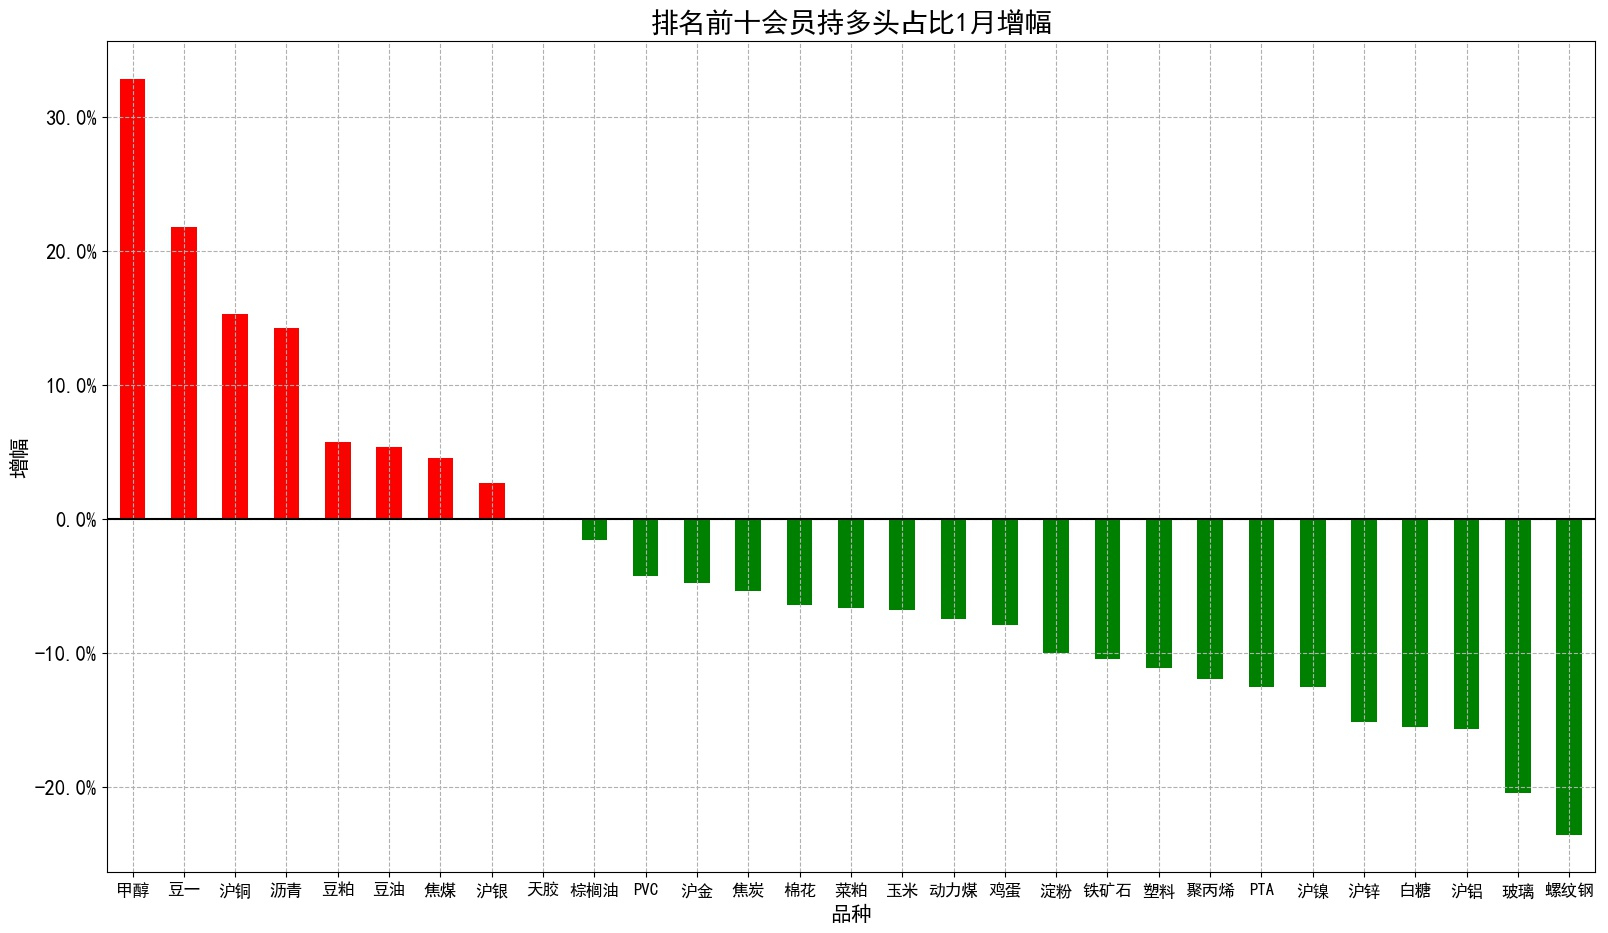 排名前十会员持多头占比1月增幅
30.0%
20.0%
10.0%
0.0%
-10.0%
-20.0%
增幅
甲醇 豆一 沪铜 沥青 豆粕 豆油 焦煤 沪银 天胶 棕榈油 PVC 沪金 焦炭 棉花 菜粕 玉米 动力煤 鸡蛋 淀粉 铁矿石 塑料 聚丙烯 PTA 沪镍 沪锌 白糖 沪铝 玻璃 螺纹钢
品种